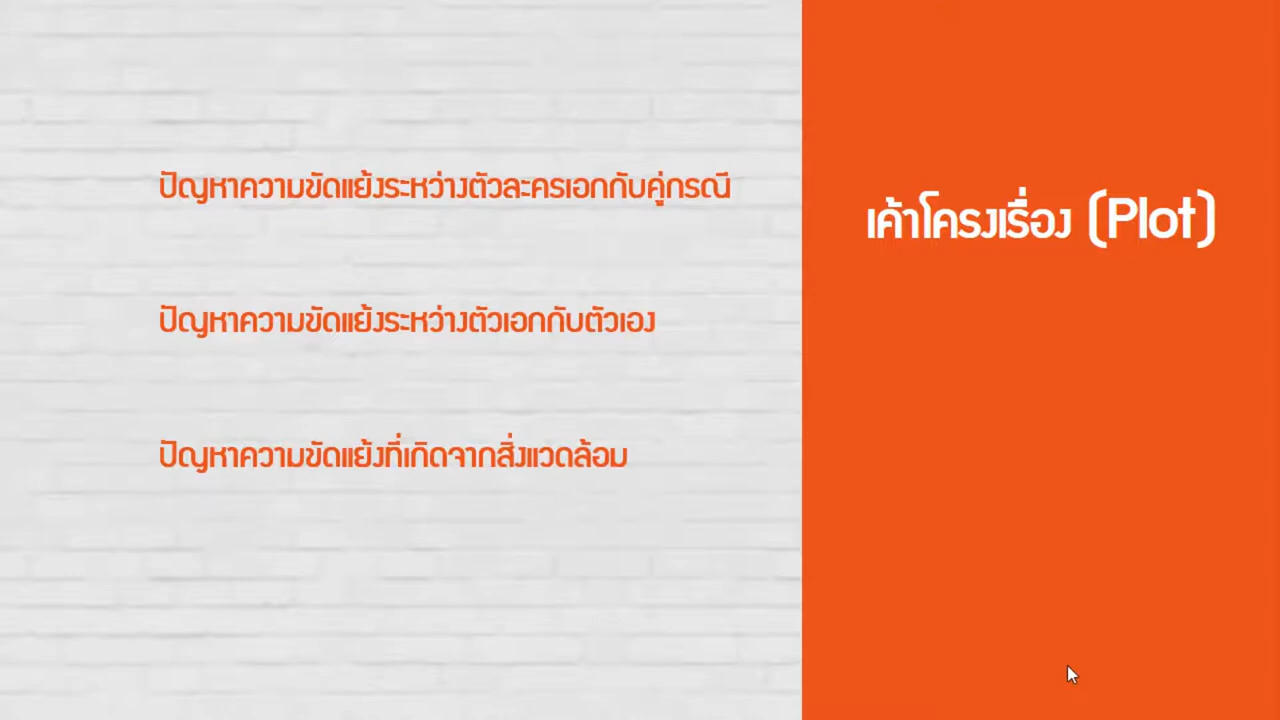 เค้าโครงเรื่อง (Plot)
ปัญหาความขัดแย้งระหว่างตัวละครเอกกับคู่กรณี
ปัญหาความขัดแย้งระหว่างตัวเอกกับตัวเอง
ปัญหาความขัดแย้งที่เกิดจากสิ่งแวดล้อม